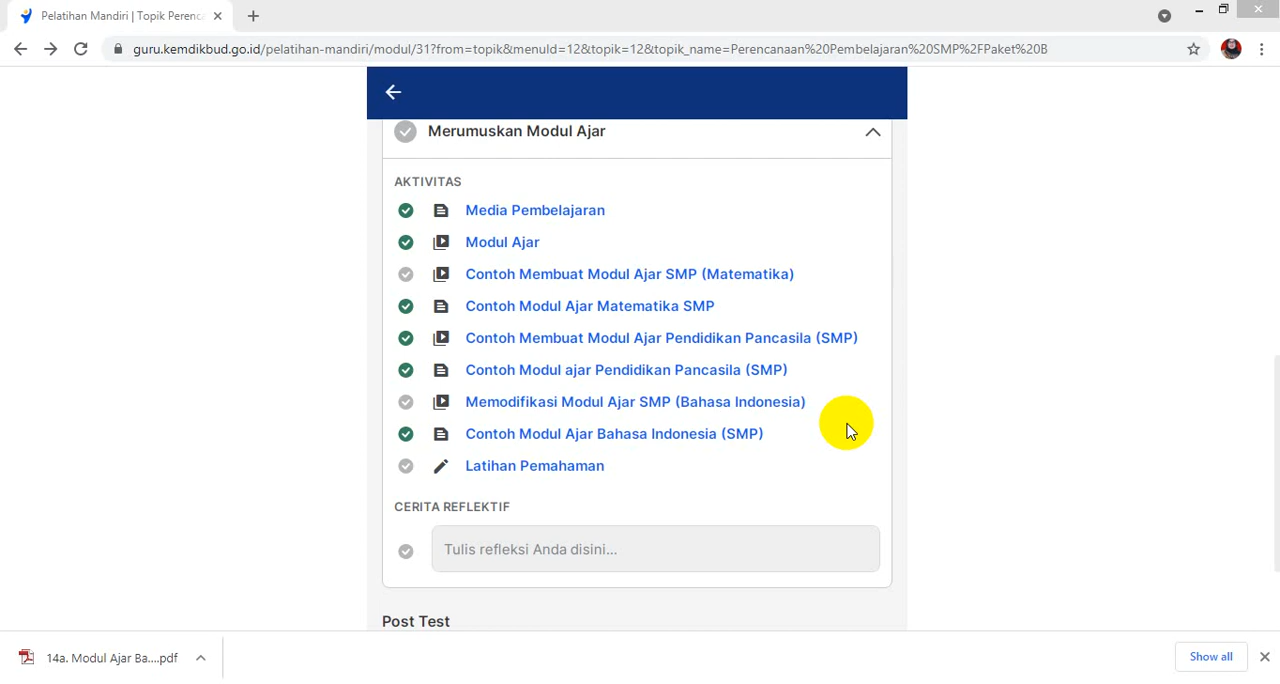 Pelatihan Mandiri | Topik Perenc
guru.kemdikbud.go.id/pelatihan-mandiri/modul/31?from=topik&menuId=12&topik=12&topik_name=Perencanaan%20Pembelajaran%20SMP%2FPaket%20B
Merumuskan Modul Ajar
AKTIVITAS
Media Pembelajaran
Modul Ajar
Contoh Membuat Modul Ajar SMP (Matematika)
Contoh Modul Ajar Matematika SMP
Contoh Membuat Modul Ajar Pendidikan Pancasila (SMP)
Contoh Modul ajar Pendidikan Pancasila (SMP)
Memodifikasi Modul Ajar SMP (Bahasa Indonesia)
Contoh Modul Ajar Bahasa Indonesia (SMP)
Latihan Pemahaman
CERITA REFLEKTIF
Tulis refleksi Anda disini...
Post Test
14a. Modul Ajar Ba....pdf
Show all